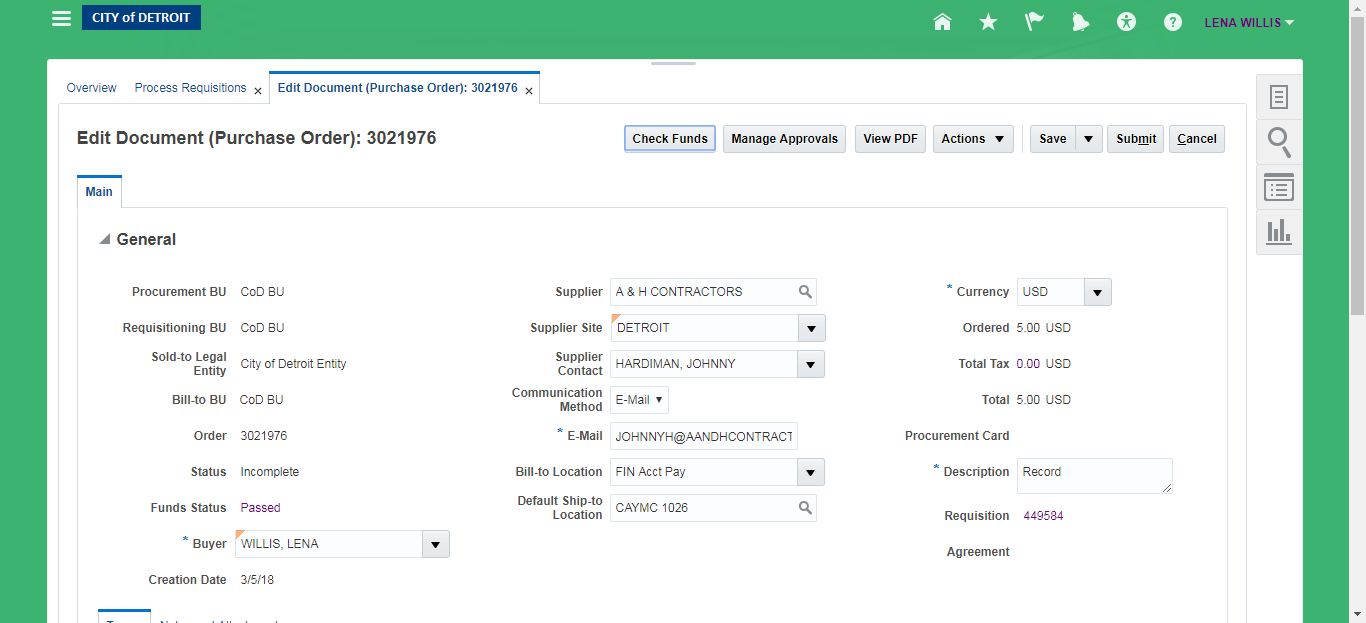 CITY of DETROIT
LENA WILLIS
Overview Process Requisitions Edit Document (Purchase Order): 3021976
Edit Document (Purchase Order): 3021976
Check Funds Manage Approvals View PDF Actions Save Submit Cancel
Main
General
Procurement BU CoD BU
Requisitioning BU CoD BU
Sold-to Legal
Entity City of Detroit Entity
Bill-to BU CoD BU
Order 3021976
Status Incomplete
Funds Status Passed
* Buyer WILLIS, LENA
Creation Date 3/5/18
Supplier A & H CONTRACTORS
Supplier Site DETROIT
Supplier
Contact HARDIMAN, JOHNNY
Communication
Method E-Mail
* E-Mail JOHNNYH@AANDHCONTRACT
Bill-to Location FIN Acct Pay
Default Ship-to
Location CAYMC 1026
* Currency USD
Ordered 5.00 USD
Total Tax 0.00 USD
Total 5.00 USD
Procurement Card
* Description Record
Requisition 449584
Agreement